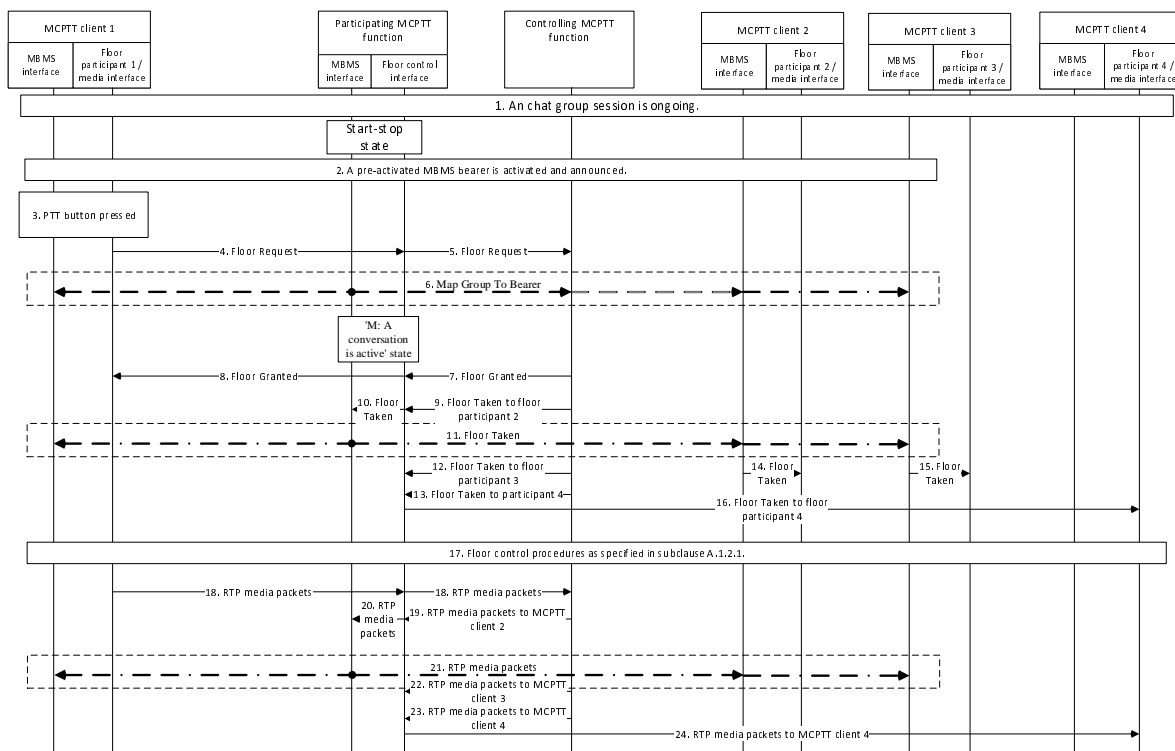 MCPTT client 1
MBMS
interface
Floor
participant 1 /
media interface
Participating MCPTT
function
MBMS
interface
Floor control
interface
Controlling MCPTT
function
MCPTT client 2
MBMS
interface
Floor
participant 2 /
media interface
MCPTT client 3
MBMS
interface
Floor
participant 3 /
media interface
MCPTT client 4
MBMS
interface
Floor
participant 4 /
media interface
1. An chat group session is ongoing.
Start-stop
state
2. A pre-activated MBMS bearer is activated and announced.
3. PTT button pressed
4. Floor Request
5. Floor Request
6. Map Group To Bearer
'M: A
conversation
is active' state
8. Floor Granted
7. Floor Granted
10. Floor
Taken
9. Floor Taken to floor
participant 2
11. Floor Taken
12. Floor Taken to floor
participant 3
14. Floor
Taken
15. Floor
Taken
13. Floor Taken to participant 4
16. Floor Taken to floor
participant 4
17. Floor control procedures as specified in subclause A.1.2.1.
18. RTP media packets
18. RTP media packets
20. RTP
media
packets
19. RTP media packets to MCPTT
client 2
21. RTP media packets
22. RTP media packets to MCPTT
client 3
23. RTP media packets to MCPTT
client 4
24. RTP media packets to MCPTT client 4